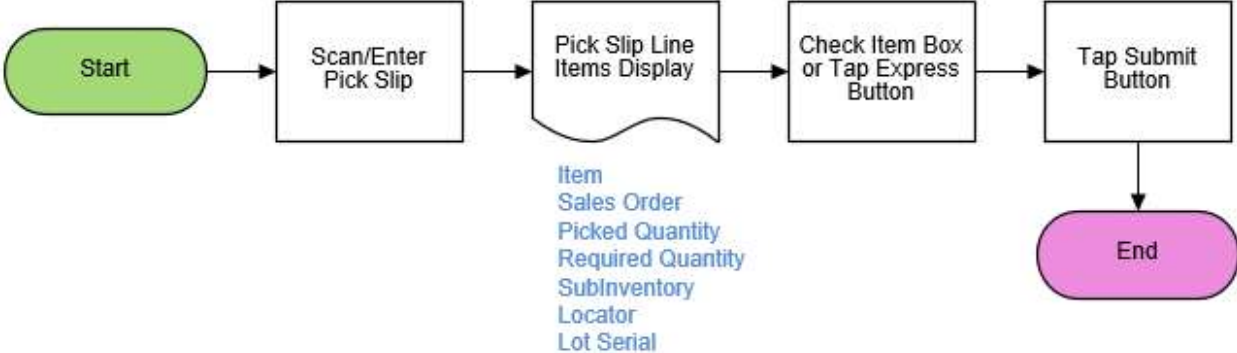 Start
Scan/Enter
Pick Slip
Pick Slip Line
Items Display
Check Item Box
or Tap Express
Button
Tap Submit
Button
Item
Sales Order
Picked Quantity
Required Quantity
SubInventory
Locator
Lot Serial
End